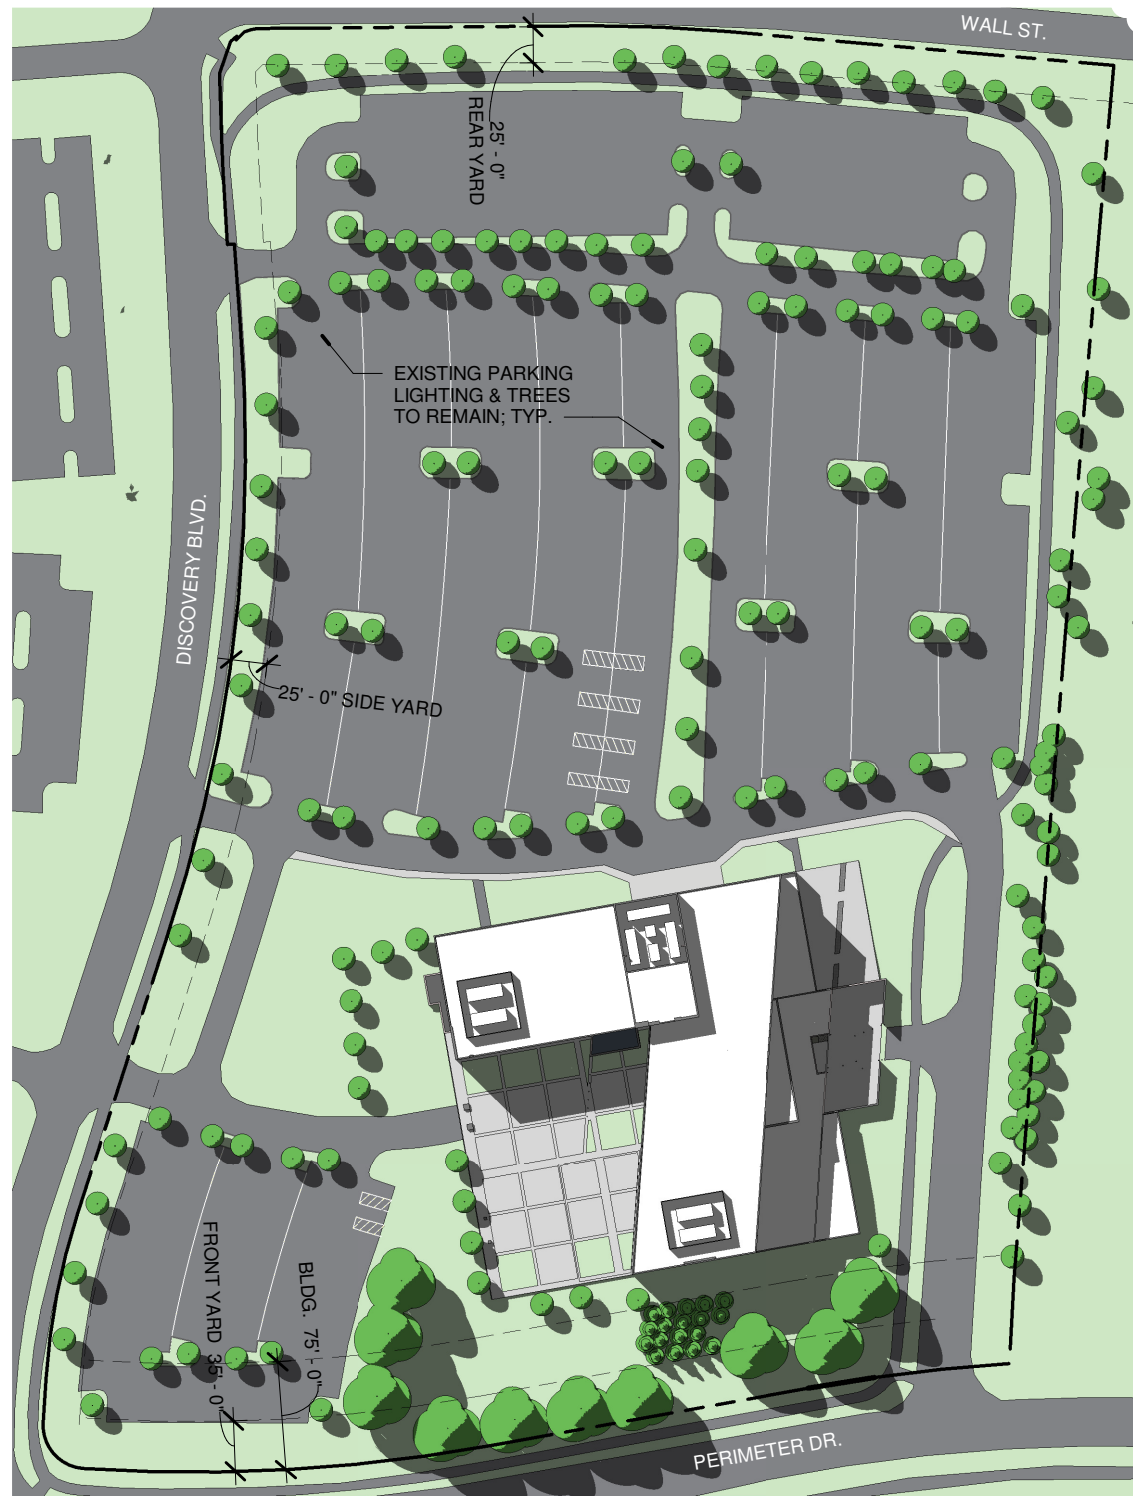 WALL ST.
25' - 0"
REAR YARD
EXISTING PARKING
LIGHTING & TREES
TO REMAIN; TYP.
DISCOVERY BLVD.
25' - 0" SIDE YARD
FRONT YARD 35' - 0"
BLDG. 75' - 0"
PERIMETER DR.